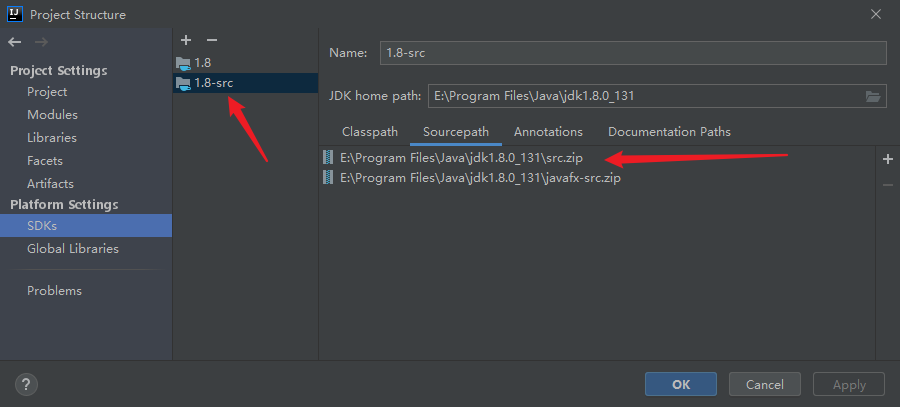 Project Structure
Project Settings
Project
Modules
Libraries
Facets
Artifacts
Platform Settings
SDKs
Global Libraries
Problems
1.8
1.8-src
Name: 1.8-src
JDK home path: E:\Program Files\Java\jdk1.8.0_131
Classpath Sourcepath Annotations Documentation Paths
E:\Program Files\Java\jdk1.8.0_131\src.zip
E:\Program Files\Java\jdk1.8.0_131\javafx-src.zip
? OK Cancel Apply